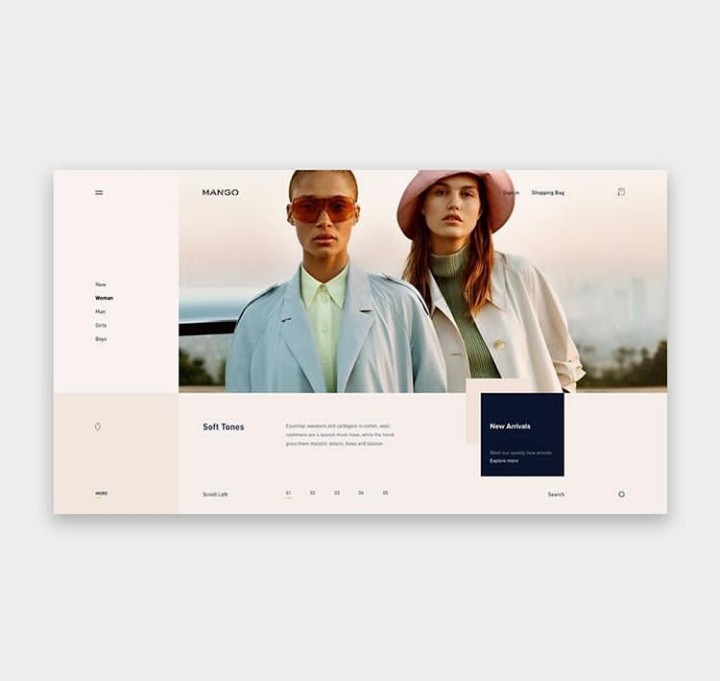 MANGO
Sign in
Shopping Bag
New
Woman
Man
Girls
Boys
Soft Tones
Essential sweaters and cardigans in cotton, wool,
cashmere are a season must-have, while the trend
gives them metallic details, bows and
New Arrivals
Meet our weekly new arrivals.
Explore more
MORE
Scroll Left
01
02
03
04
05
Search